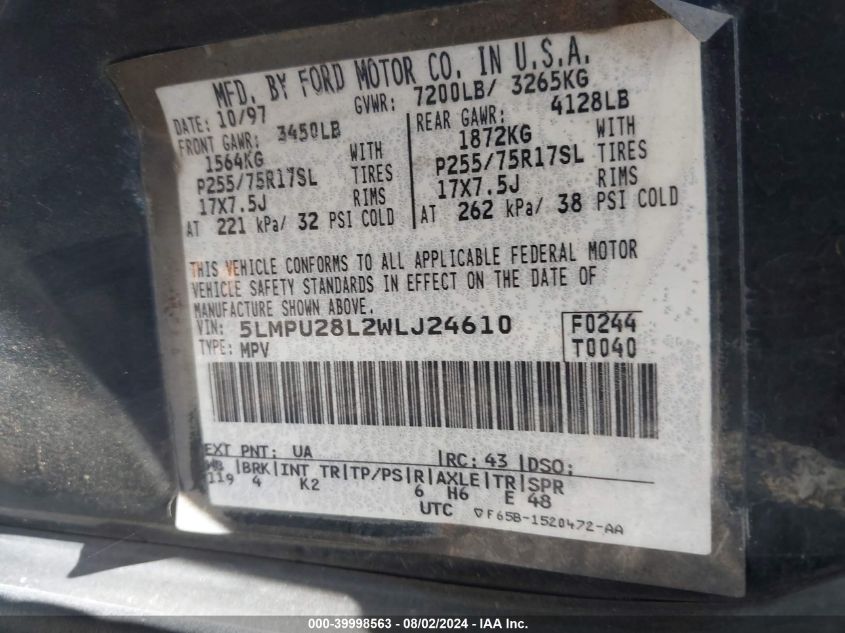 MFD. BY FORD MOTOR CO. IN U.S.A.
DATE: 10/97 GVWR: 7200LB/ 3265KG
FRONT GAWR: 3450LB REAR GAWR: 4128LB
1564KG WITH 1872KG WITH
P255/75R17SL TIRES P255/75R17SL TIRES
17X7.5J RIMS 17X7.5J RIMS
AT 221 kPa/ 32 PSI COLD AT 262 kPa/ 38 PSI COLD
THIS VEHICLE CONFORMS TO ALL APPLICABLE FEDERAL MOTOR
VEHICLE SAFETY STANDARDS IN EFFECT ON THE DATE OF
MANUFACTURE SHOWN ABOVE.
VIN: 5LMPU28L2WLJ24610 F0244
TYPE: MPV T0040
EXT PNT: UA RC: 43 DSO:
WB BRK INT TR TP/PS R AXLE TR SPR
119 4 K2 6 H6 E 48
UTC ▽F65B-1520472-AA
000-39998563 - 08/02/2024 - IAAI.com